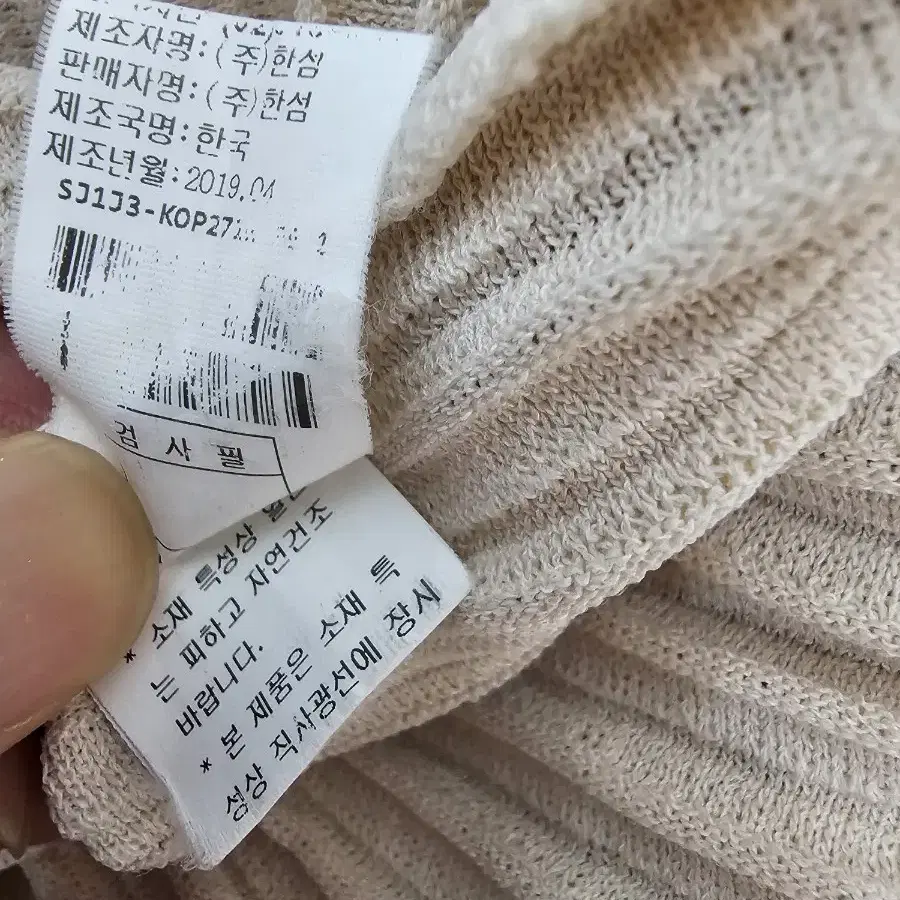 제조자명: (주)한섬
판매자명: (주)한섬
제조국명: 한국
제조년월: 2019.04
SJ1J3-KOP27
검사필
* 소재 특성상
는 피하고 자연건조
바랍니다.
* 본 제품은 소재 특
성상 직사광선에 장시